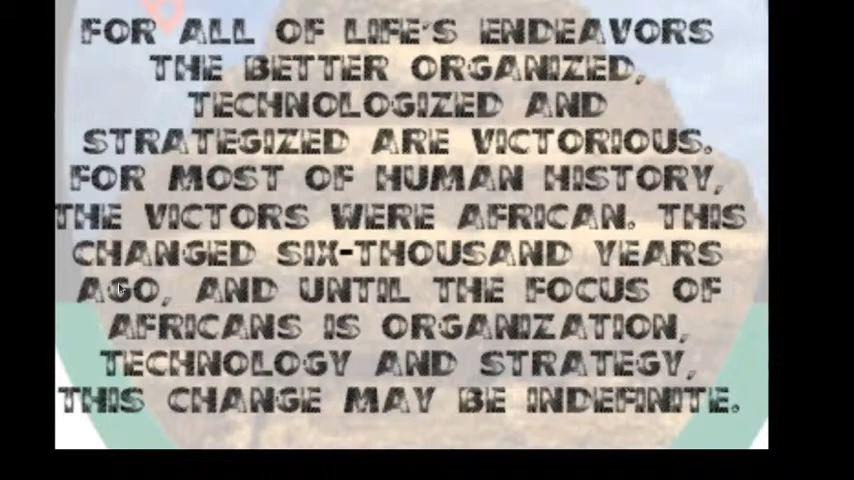 FOR ALL OF LIFE'S ENDEAVORS
THE BETTER ORGANIZED,
TECHNOLOGIZED AND
STRATEGIZED ARE VICTORIOUS.
FOR MOST OF HUMAN HISTORY,
THE VICTORS WERE AFRICAN. THIS
CHANGED SIX-THOUSAND YEARS
AGO, AND UNTIL THE FOCUS OF
AFRICANS IS ORGANIZATION,
TECHNOLOGY AND STRATEGY,
THIS CHANGE MAY BE INDEFINITE.